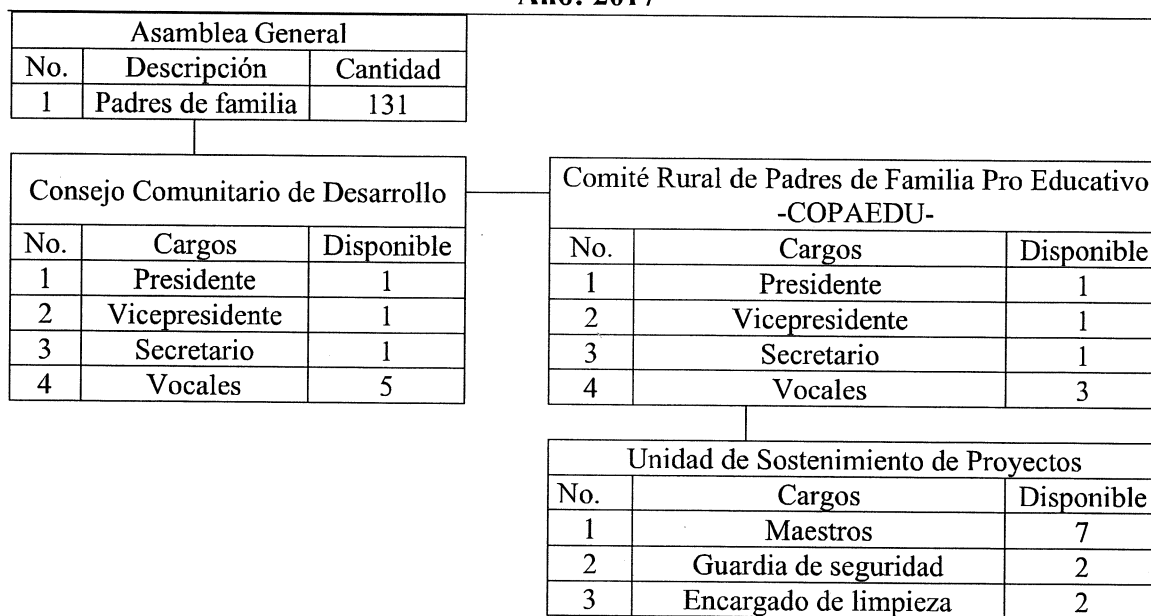 Año: 2017
Asamblea General
No. Descripción Cantidad
1 Padres de familia 131
Consejo Comunitario de Desarrollo
No. Cargos Disponible
1 Presidente 1
2 Vicepresidente 1
3 Secretario 1
4 Vocales 5
Comité Rural de Padres de Familia Pro Educativo
-COPAEDU-
No. Cargos Disponible
1 Presidente 1
2 Vicepresidente 1
3 Secretario 1
4 Vocales 3
Unidad de Sostenimiento de Proyectos
No. Cargos Disponible
1 Maestros 7
2 Guardia de seguridad 2
3 Encargado de limpieza 2